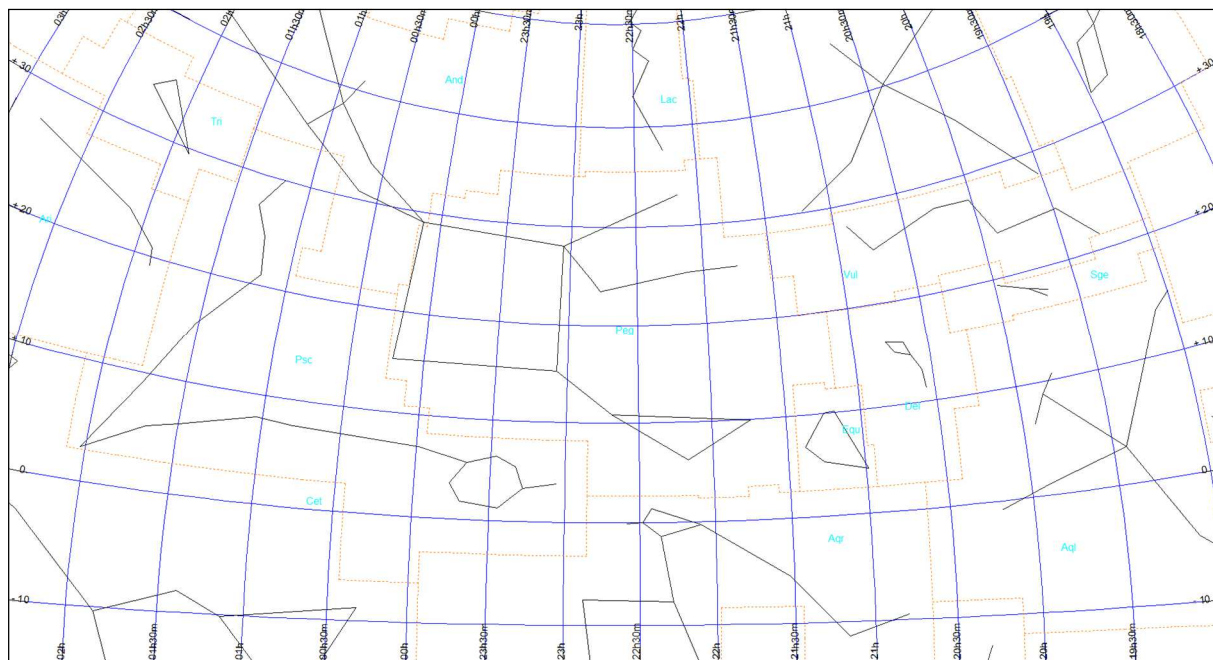 03h 02h30m 02h 01h30m 01h 00h30m 00h 23h30m 23h 22h30m 22h 21h30m 21h 20h30m 20h 19h30m 19h 18h30m
+ 30 And + 30
Lac
Tri
+ 20 + 20
Ari
Vul Sge
Peg
+ 10 Psc + 10
Del
Equ
0 0
Cet
Aqr Aql
- 10 - 10
02h 01h30m 01h 00h30m 00h 23h30m 23h 22h30m 22h 21h30m 21h 20h30m 20h 19h30m